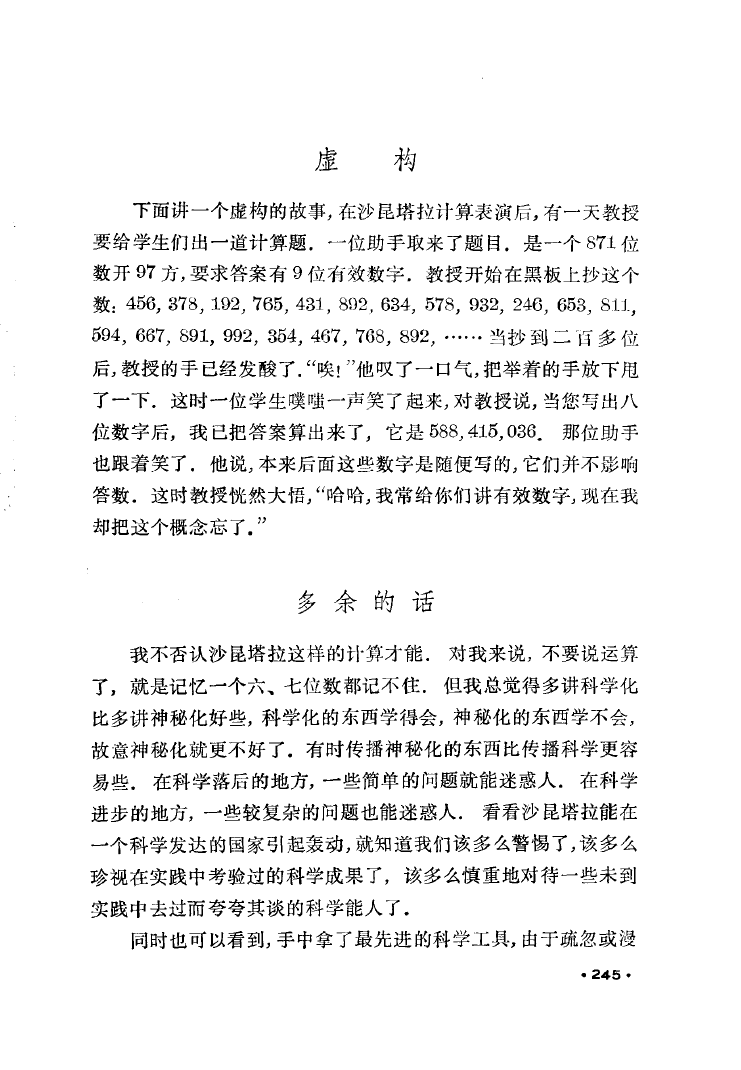 虚构
下面讲一个虚构的故事，在沙昆塔拉计算表演后，有一天教授
要给学生们出一道计算题．一位助手取来了题目．是一个 871 位
数开 97 方，要求答案有 9 位有效数字．教授开始在黑板上抄这个
数：456, 378, 192, 765, 431, 892, 634, 578, 932, 246, 653, 811,
594, 667, 891, 992, 354, 467, 768, 892, ……当抄到二百多位
后，教授的手已经发酸了．“唉！”他叹了一口气，把举着的手放下甩
了一下．这时一位学生噗嗤一声笑了起来，对教授说，当您写出八
位数字后，我已把答案算出来了，它是 588,415,036．那位助手
也跟着笑了．他说，本来后面这些数字是随便写的，它们并不影响
答数．这时教授恍然大悟，“哈哈，我常给你们讲有效数字，现在我
却把这个概念忘了．”
多余的话
我不否认沙昆塔拉这样的计算才能．对我来说，不要说运算
了，就是记忆一个六、七位数都记不住．但我总觉得多讲科学化
比多讲神秘化好些，科学化的东西学得会，神秘化的东西学不会，
故意神秘化就更不好了．有时传播神秘化的东西比传播科学更容
易些．在科学落后的地方，一些简单的问题就能迷惑人．在科学
进步的地方，一些较复杂的问题也能迷惑人．看看沙昆塔拉能在
一个科学发达的国家引起轰动，就知道我们该多么警惕了，该多么
珍视在实践中考验过的科学成果了，该多么慎重地对待一些未到
实践中去过而夸夸其谈的科学能人了．
同时也可以看到，手中拿了最先进的科学工具，由于疏忽或漫
•245•